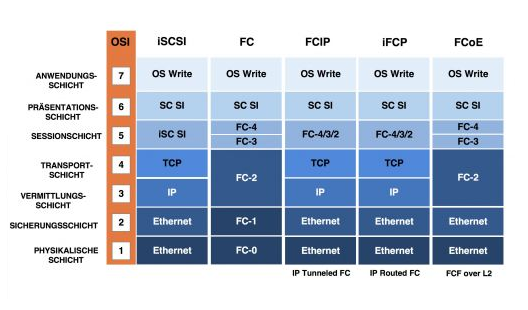 OSI iSCSI FC FCIP iFCP FCoE
ANWENDUNGS-
SCHICHT
7 OS Write OS Write OS Write OS Write OS Write
PRÄSENTATIONS-
SCHICHT
6 SC SI SC SI SC SI SC SI SC SI
SESSIONSCHICHT 5 iSC SI FC-4 FC-4/3/2 FC-4/3/2 FC-4
FC-3 FC-3
TRANSPORT-
SCHICHT
4 TCP FC-2 TCP TCP FC-2
VERMITTLUNGS-
SCHICHT
3 IP IP IP
SICHERUNGSSCHICHT 2 Ethernet FC-1 Ethernet Ethernet Ethernet
PHYSIKALISCHE
SCHICHT
1 Ethernet FC-0 Ethernet Ethernet Ethernet
IP Tunneled FC IP Routed FC FCF over L2